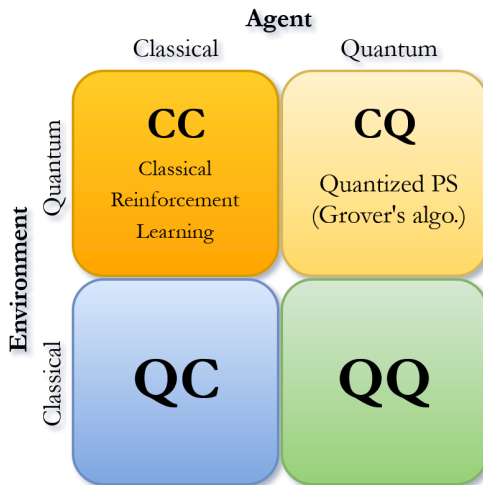 Agent
Classical Quantum
Environment
Quantum
Classical
CC
Classical
Reinforcement
Learning
CQ
Quantized PS
(Grover's algo.)
QC
QQ